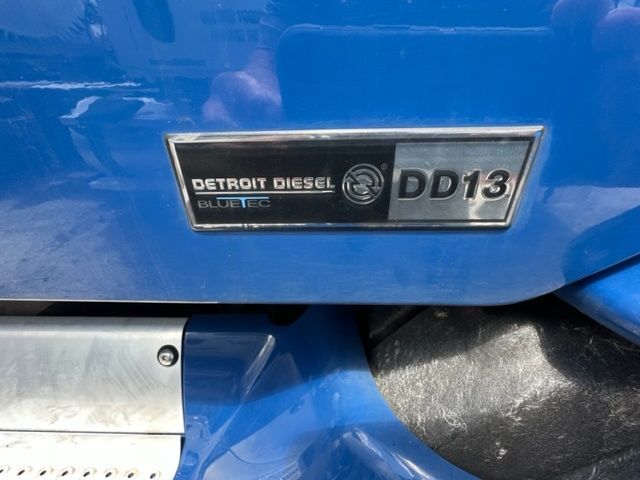 DETROIT DIESEL ® DD13
BLUETEC